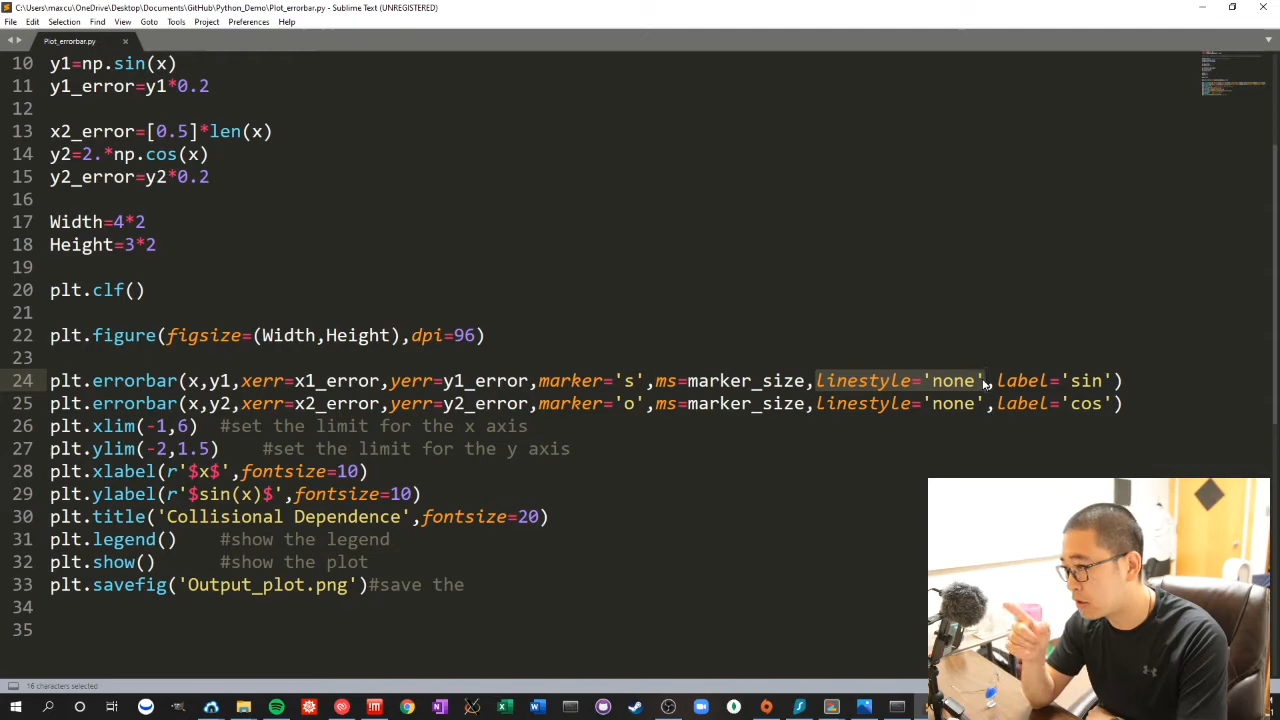 C:\Users\maxcu\OneDrive\Desktop\Documents\GitHub\Python_Demo\Plot_errorbar.py - Sublime Text (UNREGISTERED)
File Edit Selection Find View Goto Tools Project Preferences Help
Plot_errorbar.py
10 y1=np.sin(x)
11 y1_error=y1*0.2
12
13 x2_error=[0.5]*len(x)
14 y2=2.*np.cos(x)
15 y2_error=y2*0.2
16
17 Width=4*2
18 Height=3*2
19
20 plt.clf()
21
22 plt.figure(figsize=(Width,Height),dpi=96)
23
24 plt.errorbar(x,y1,xerr=x1_error,yerr=y1_error,marker='s',ms=marker_size,linestyle='none',label='sin')
25 plt.errorbar(x,y2,xerr=x2_error,yerr=y2_error,marker='o',ms=marker_size,linestyle='none',label='cos')
26 plt.xlim(-1,6) #set the limit for the x axis
27 plt.ylim(-2,1.5) #set the limit for the y axis
28 plt.xlabel(r'$x$',fontsize=10)
29 plt.ylabel(r'$sin(x)$',fontsize=10)
30 plt.title('Collisional Dependence',fontsize=20)
31 plt.legend() #show the legend
32 plt.show() #show the plot
33 plt.savefig('Output_plot.png')#save the
34
35
16 characters selected